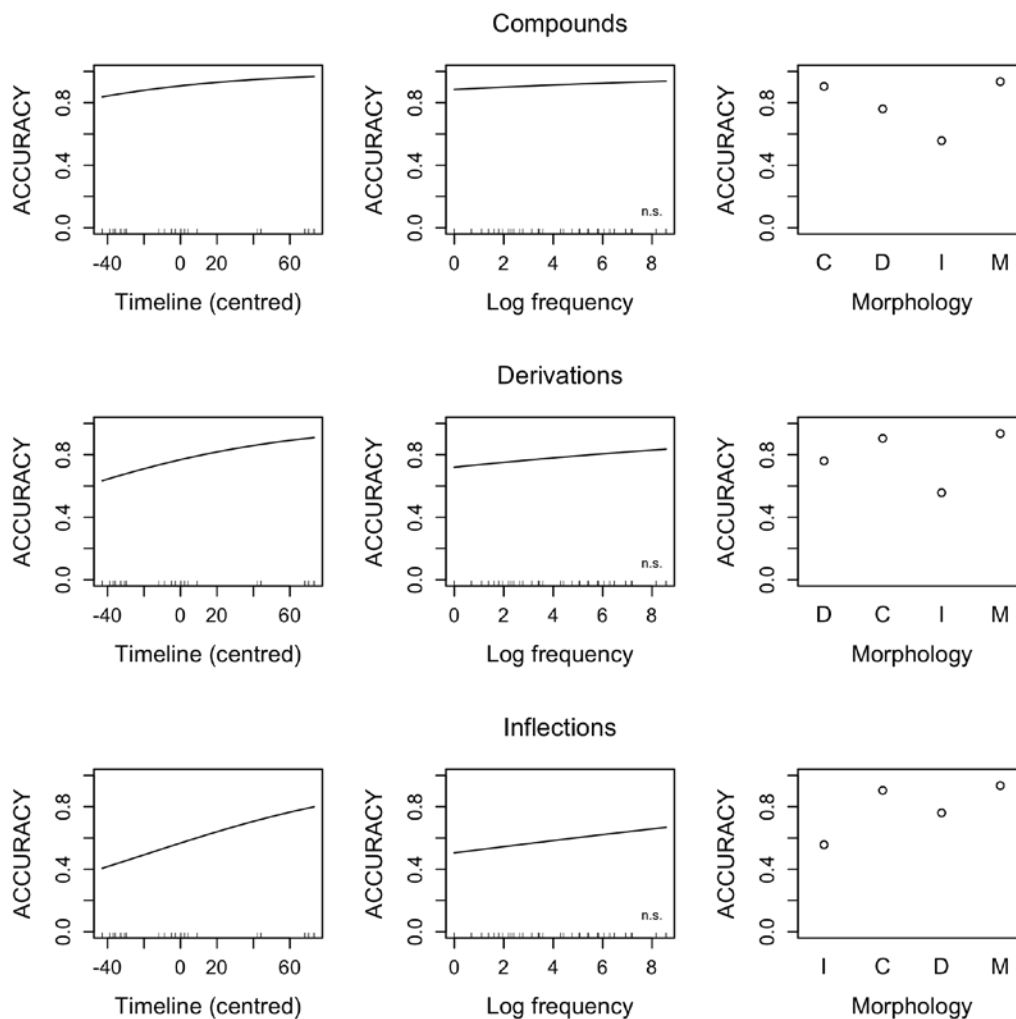 Compounds
ACCURACY
0.0 0.4 0.8
-40 0 20 60
Timeline (centred)
ACCURACY
0.0 0.4 0.8
n.s.
0 2 4 6 8
Log frequency
ACCURACY
0.0 0.4 0.8
C D I M
Morphology
Derivations
ACCURACY
0.0 0.4 0.8
-40 0 20 60
Timeline (centred)
ACCURACY
0.0 0.4 0.8
n.s.
0 2 4 6 8
Log frequency
ACCURACY
0.0 0.4 0.8
D C I M
Morphology
Inflections
ACCURACY
0.0 0.4 0.8
-40 0 20 60
Timeline (centred)
ACCURACY
0.0 0.4 0.8
n.s.
0 2 4 6 8
Log frequency
ACCURACY
0.0 0.4 0.8
I C D M
Morphology